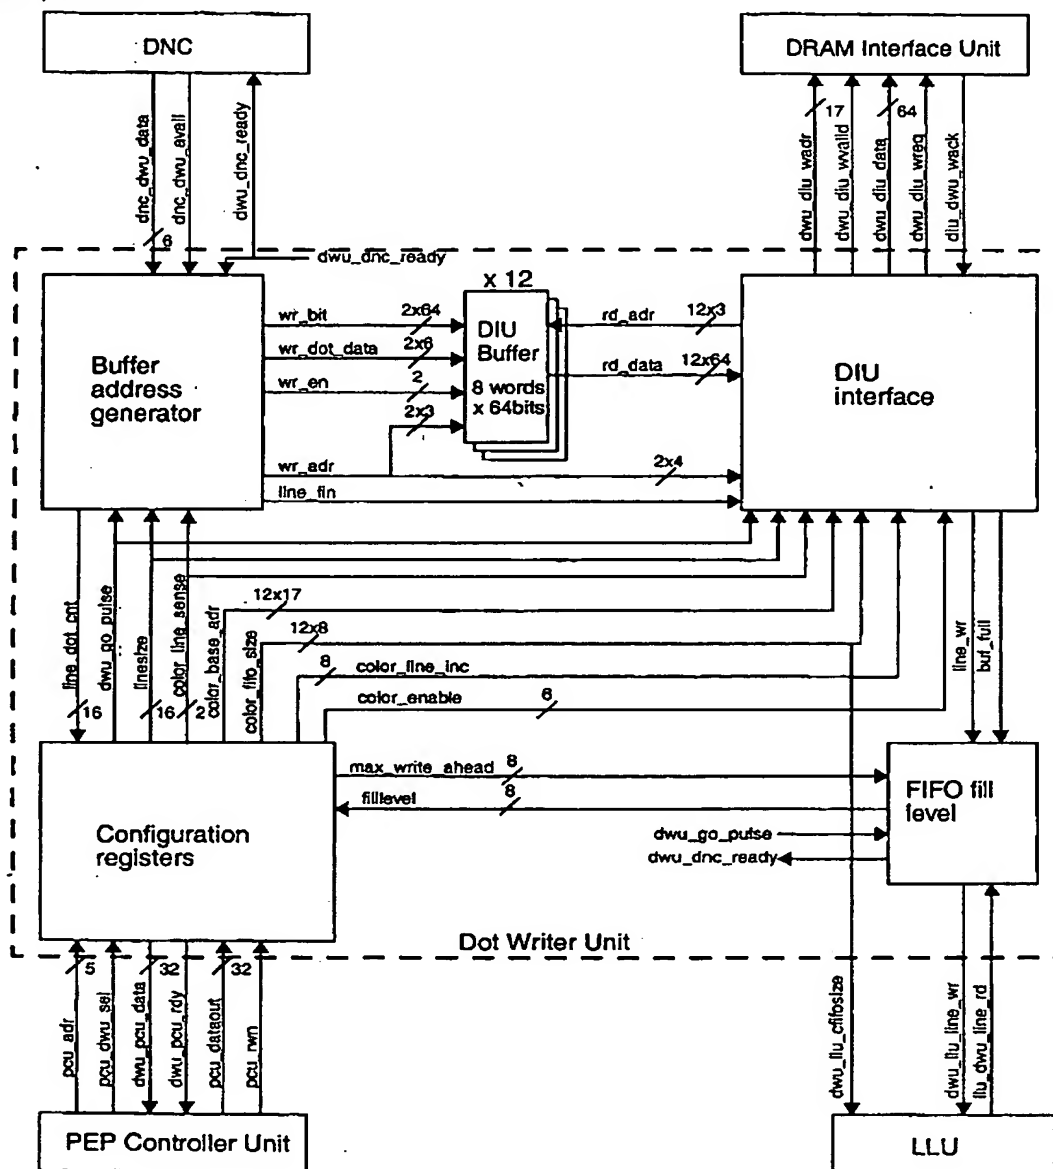 DNC
DRAM Interface Unit
dnc_dwu_data
dnc_dwu_avail
dwu_dnc_ready
6
dwu_diu_wadr
17
dwu_diu_wvalid
dwu_diu_data
64
dwu_diu_wreq
diu_dwu_wack
dwu_dnc_ready
x 12
Buffer
address
generator
wr_bit
2x64
wr_dot_data
2x6
wr_en
2
2x3
wr_adr
2x4
line_fin
DIU
Buffer
8 words
x 64bits
rd_adr
12x3
rd_data
12x64
DIU
interface
line_dot_cnt
16
dwu_go_pulse
linesize
16
color_line_sense
2
color_base_adr
12x17
color_fifo_size
12x8
8
color_line_inc
color_enable
6
line_wr
buf_full
Configuration
registers
max_write_ahead
8
filllevel
8
dwu_go_pulse
dwu_dnc_ready
FIFO fill
level
Dot Writer Unit
pcu_adr
5
pcu_dwu_sel
dwu_pcu_data
32
dwu_pcu_rdy
pcu_dataout
32
pcu_rwn
dwu_llu_cfifosize
dwu_llu_line_wr
llu_dwu_line_rd
PEP Controller Unit
LLU